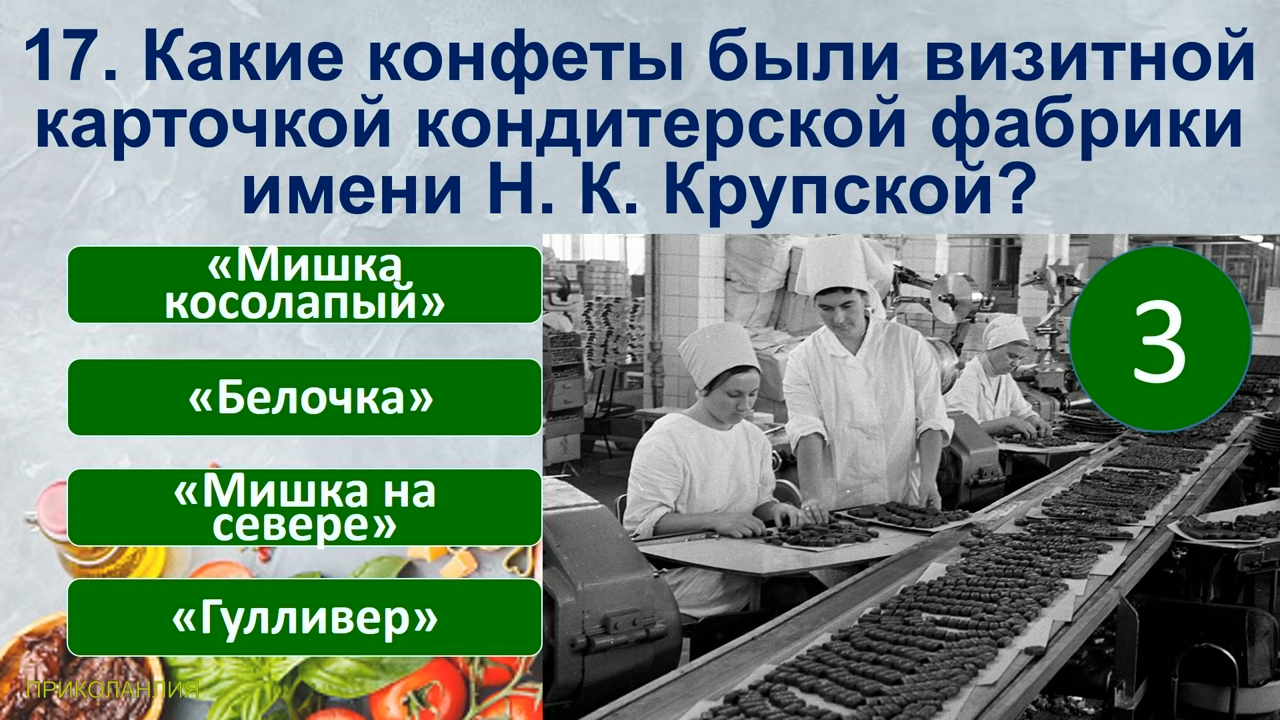 17. Какие конфеты были визитной
карточкой кондитерской фабрики
имени Н. К. Крупской?
«Мишка
косолапый»
«Белочка»
«Мишка на
севере»
«Гулливер»
3
ПРИКОЛАНДИЯ